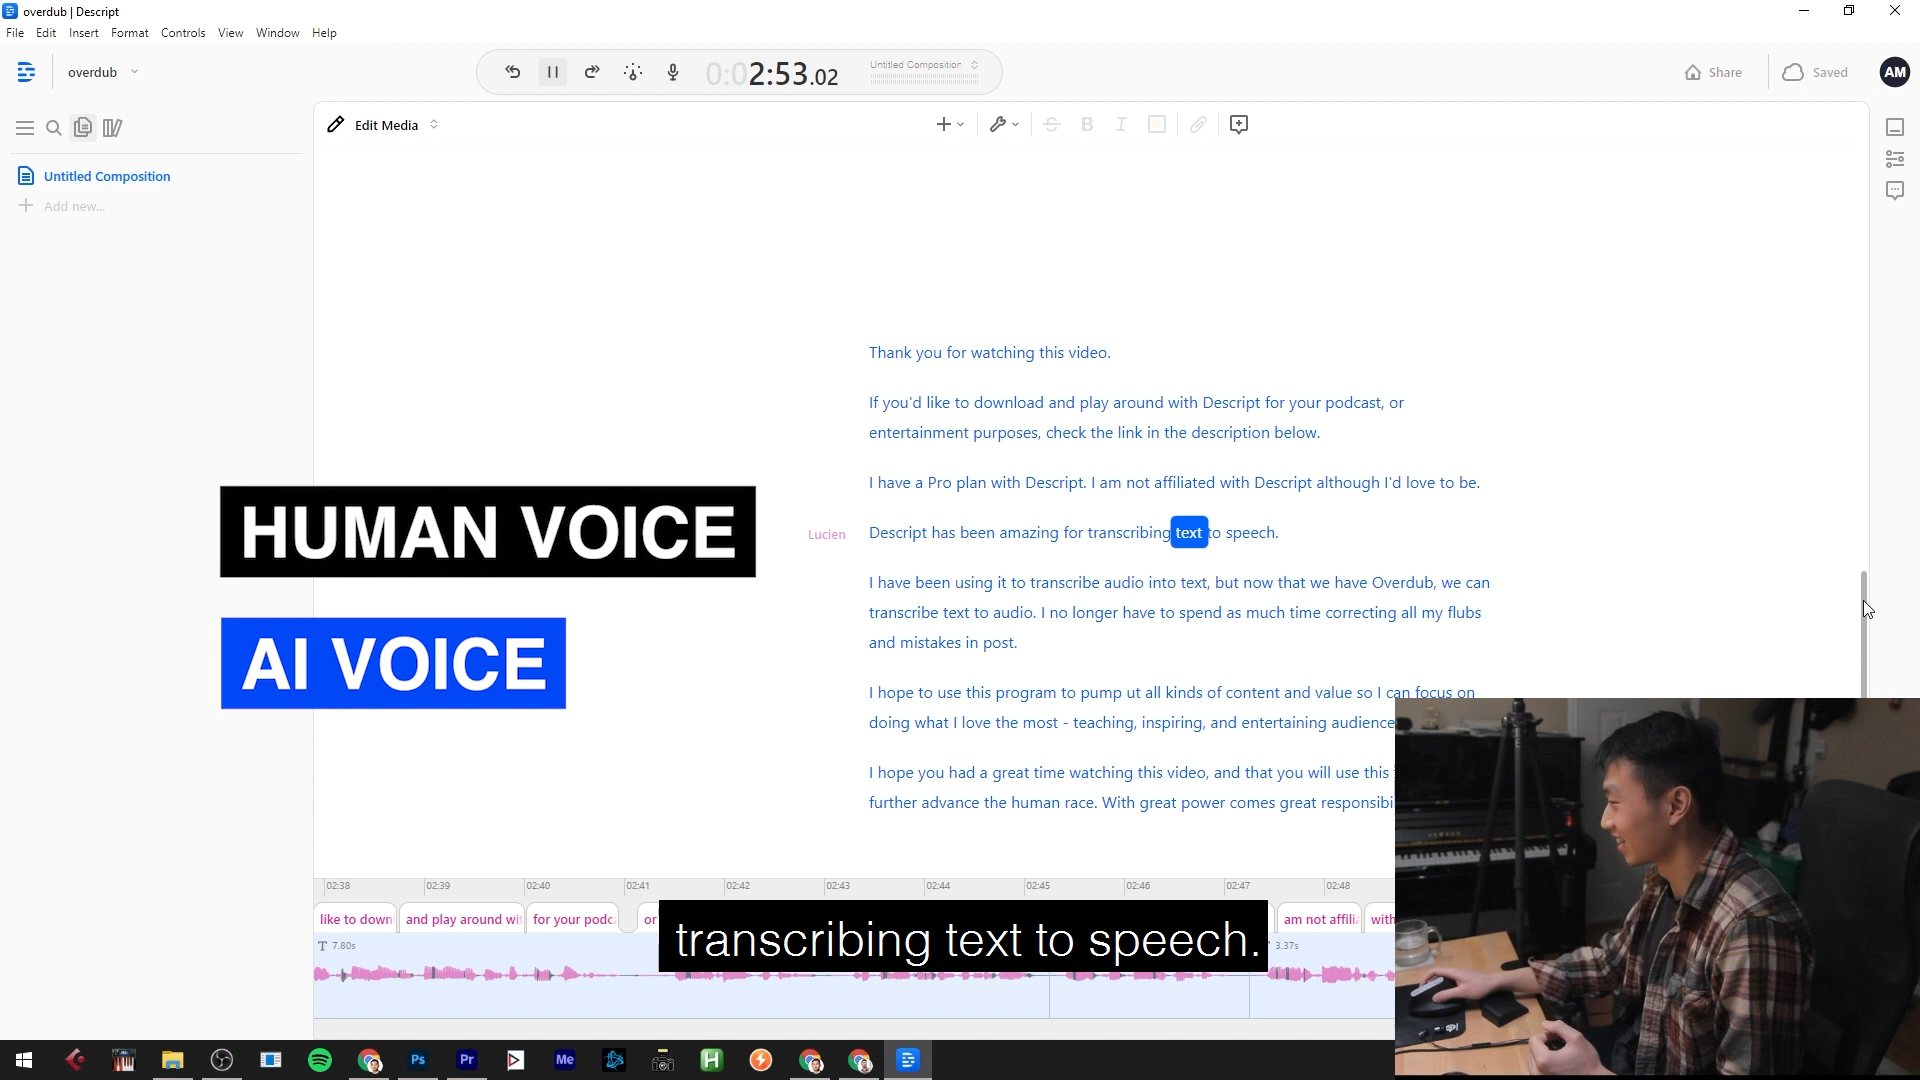 overdub | Descript
File Edit Insert Format Controls View Window Help
overdub
0:02:53.02
Untitled Composition
Share
Saved
AM
Edit Media
B I
Untitled Composition
Add new...
Thank you for watching this video.
If you'd like to download and play around with Descript for your podcast, or
entertainment purposes, check the link in the description below.
I have a Pro plan with Descript. I am not affiliated with Descript although I'd love to be.
Lucien
Descript has been amazing for transcribing text to speech.
I have been using it to transcribe audio into text, but now that we have Overdub, we can
transcribe text to audio. I no longer have to spend as much time correcting all my flubs
and mistakes in post.
I hope to use this program to pump ut all kinds of content and value so I can focus on
doing what I love the most - teaching, inspiring, and entertaining audience
I hope you had a great time watching this video, and that you will use this
further advance the human race. With great power comes great responsibi
HUMAN VOICE
AI VOICE
02:38 02:39 02:40 02:41 02:42 02:43 02:44 02:45 02:46 02:47 02:48
like to down and play around wi for your podc or am not affili with
T 7.80s
3.37s
transcribing text to speech.
Ps Pr Me H